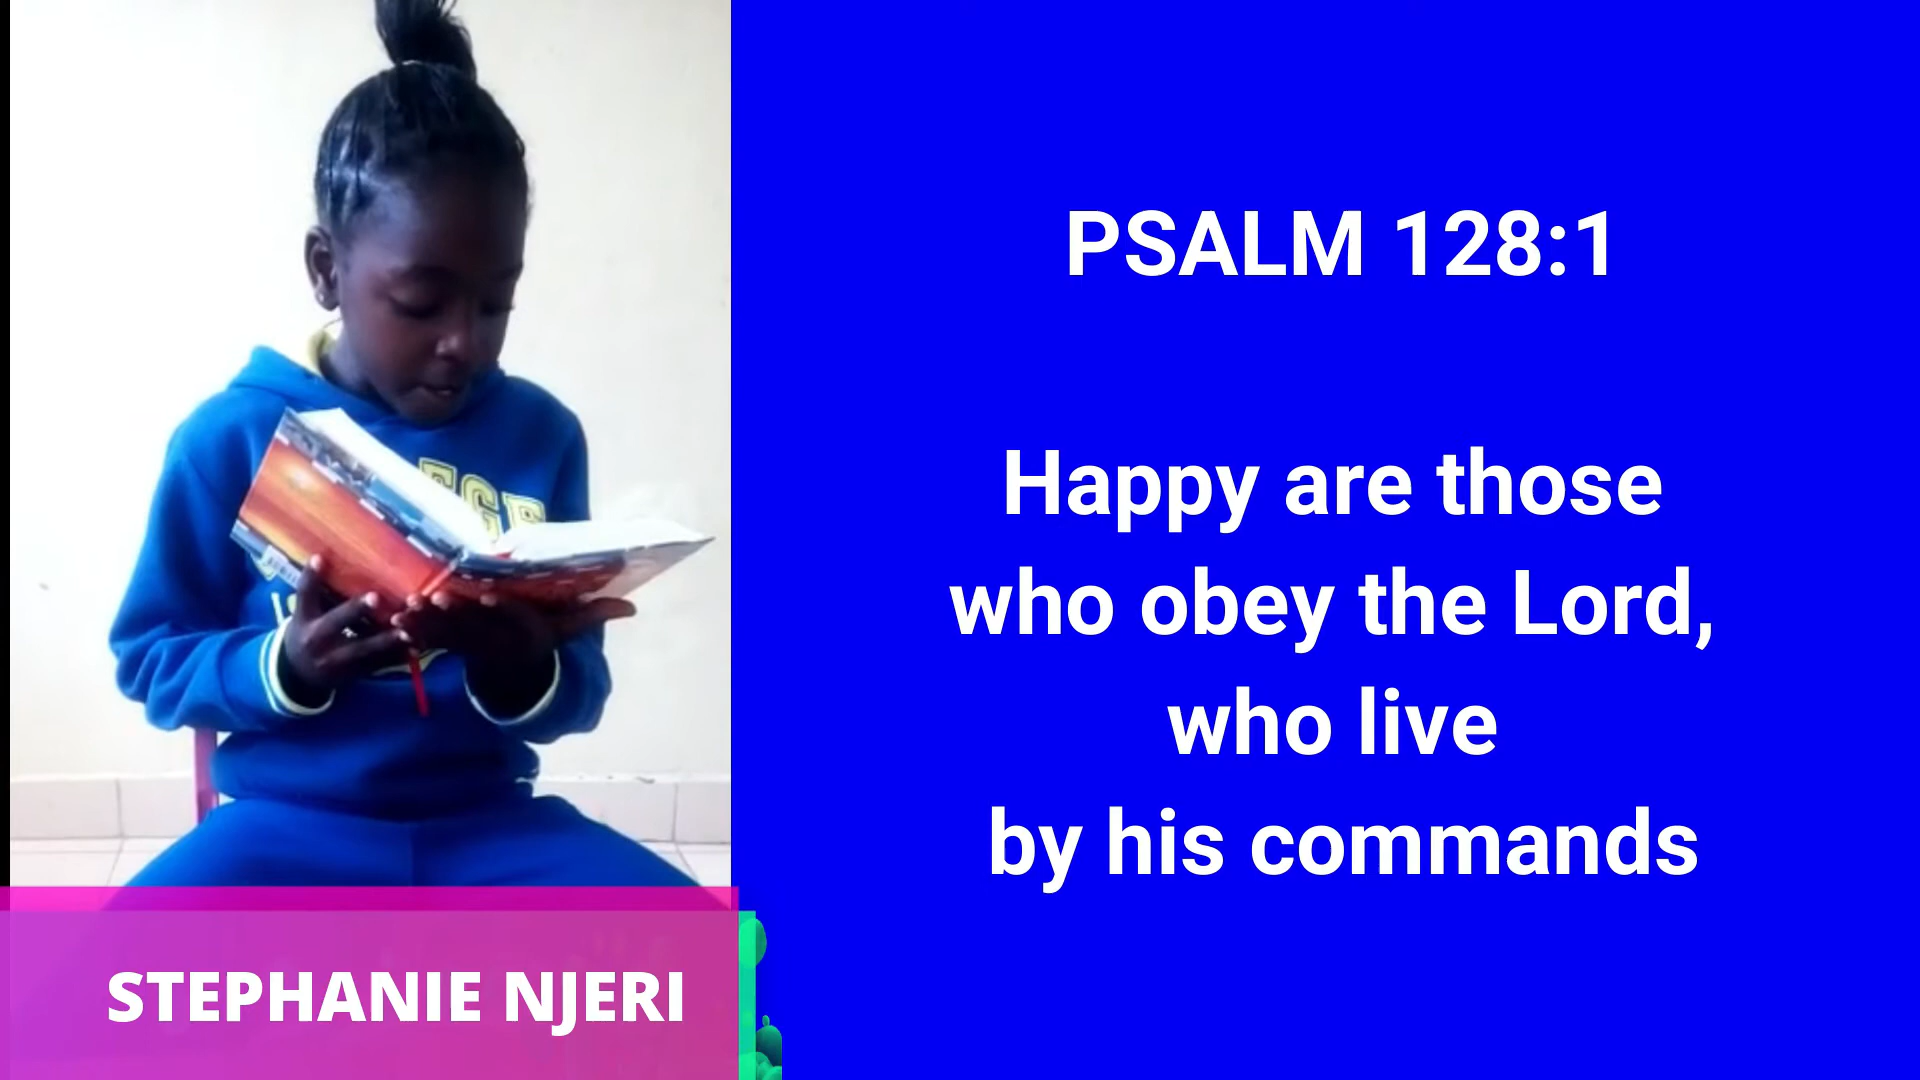 PSALM 128:1
Happy are those
who obey the Lord,
who live
by his commands
STEPHANIE NJERI